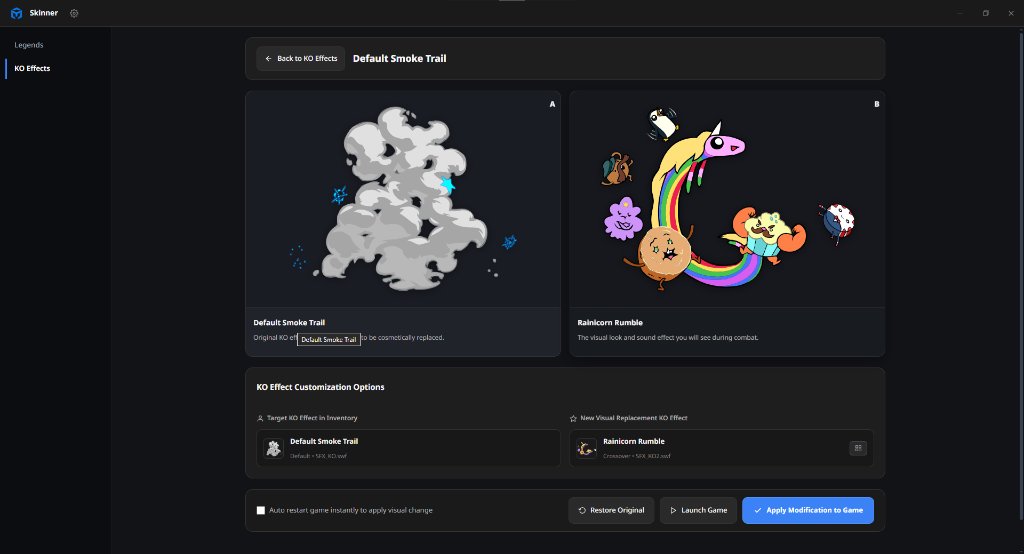 Skinner
Legends
KO Effects
Back to KO Effects
Default Smoke Trail
A
B
Default Smoke Trail
Original KO eff
Default Smoke Trail
to be cosmetically replaced.
Rainicorn Rumble
The visual look and sound effect you will see during combat.
KO Effect Customization Options
Target KO Effect in Inventory
New Visual Replacement KO Effect
Default Smoke Trail
Default • SFX_KO.swf
Rainicorn Rumble
Crossover • SFX_KO2.swf
Auto restart game instantly to apply visual change
Restore Original
Launch Game
Apply Modification to Game